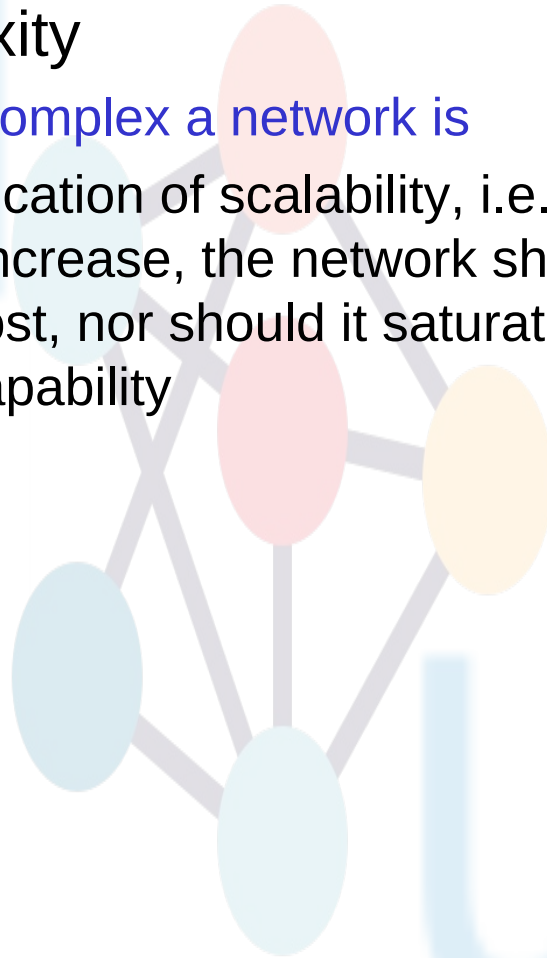 xity
omplex a network is
cation of scalability, i.e.
ncrease, the network sh
ost, nor should it saturat
apability